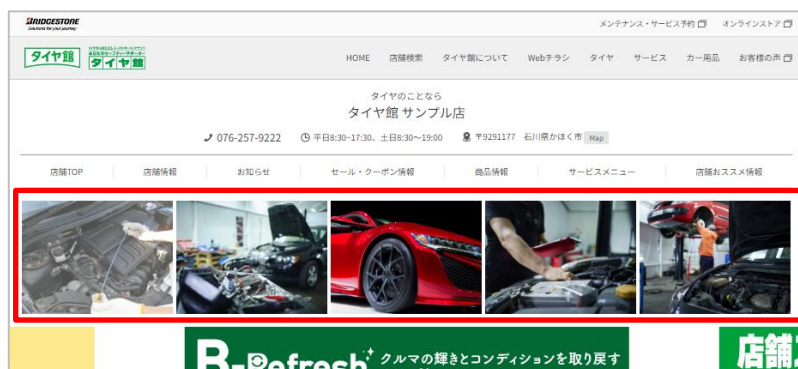 BRIDGESTONE
Solutions for your journey
メンテナンス・サービス予約
オンラインストア
タイヤ館
タイヤ館
HOME
店舗検索
タイヤ館について
Webチラシ
タイヤ
サービス
カー用品
お客様の声
タイヤのことなら
タイヤ館 サンプル店
076-257-9222
平日8:30-17:30、土日8:30～19:00
〒9291177 石川県かほく市
Map
店舗TOP
店舗情報
お知らせ
セール・クーポン情報
商品情報
サービスメニュー
店舗おススメ情報
B-Refresh
クルマの輝きとコンディションを取り戻す
店舗